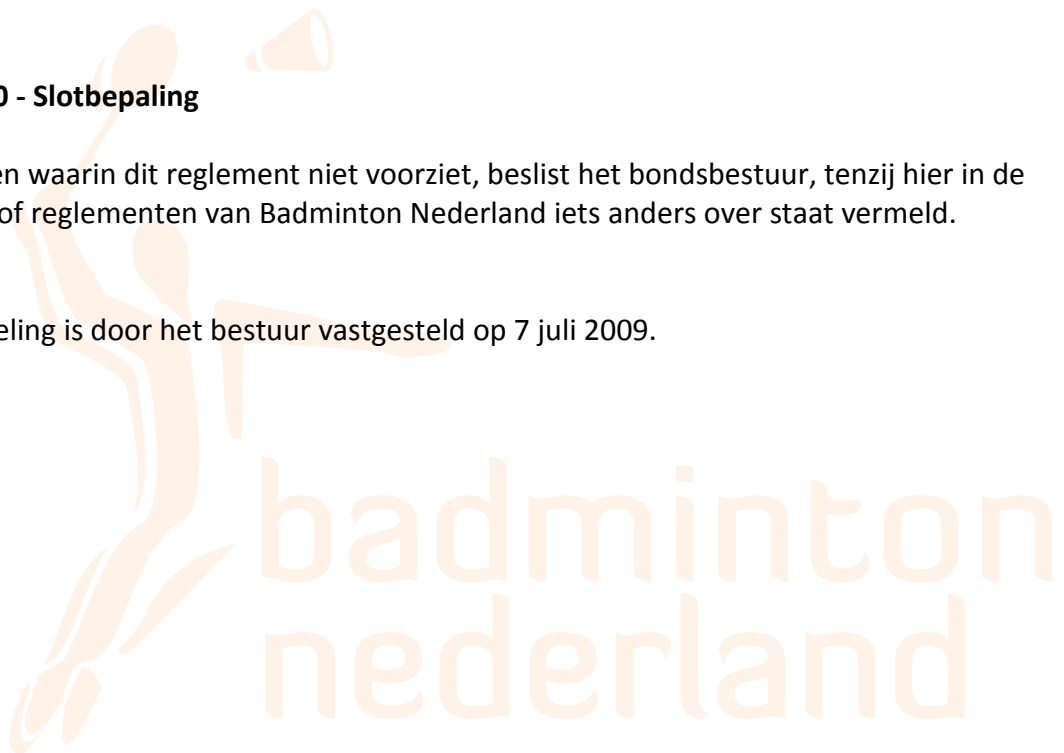 0 - Slotbepaling
en waarin dit reglement niet voorziet, beslist het bondsbestuur, tenzij hier in de
of reglementen van Badminton Nederland iets anders over staat vermeld.
eling is door het bestuur vastgesteld op 7 juli 2009.
badminton
nederland